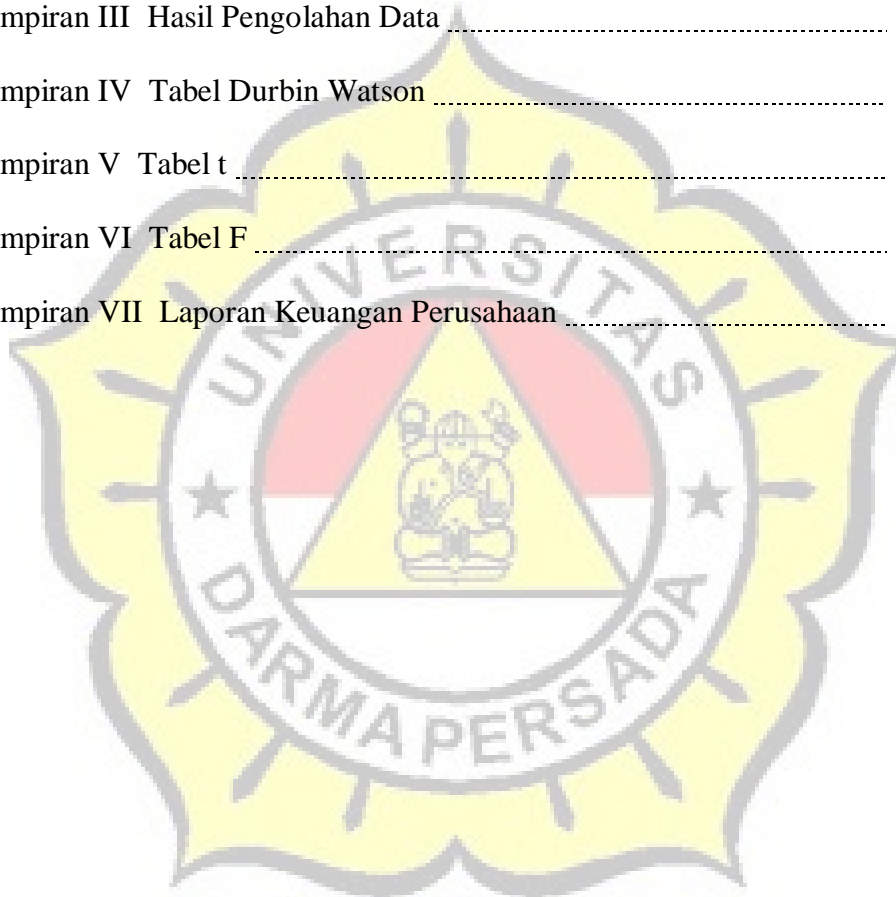 mpiran III Hasil Pengolahan Data
mpiran IV Tabel Durbin Watson
mpiran V Tabel t
mpiran VI Tabel F
mpiran VII Laporan Keuangan Perusahaan
UNIVERSITAS
DARMA PERSADA